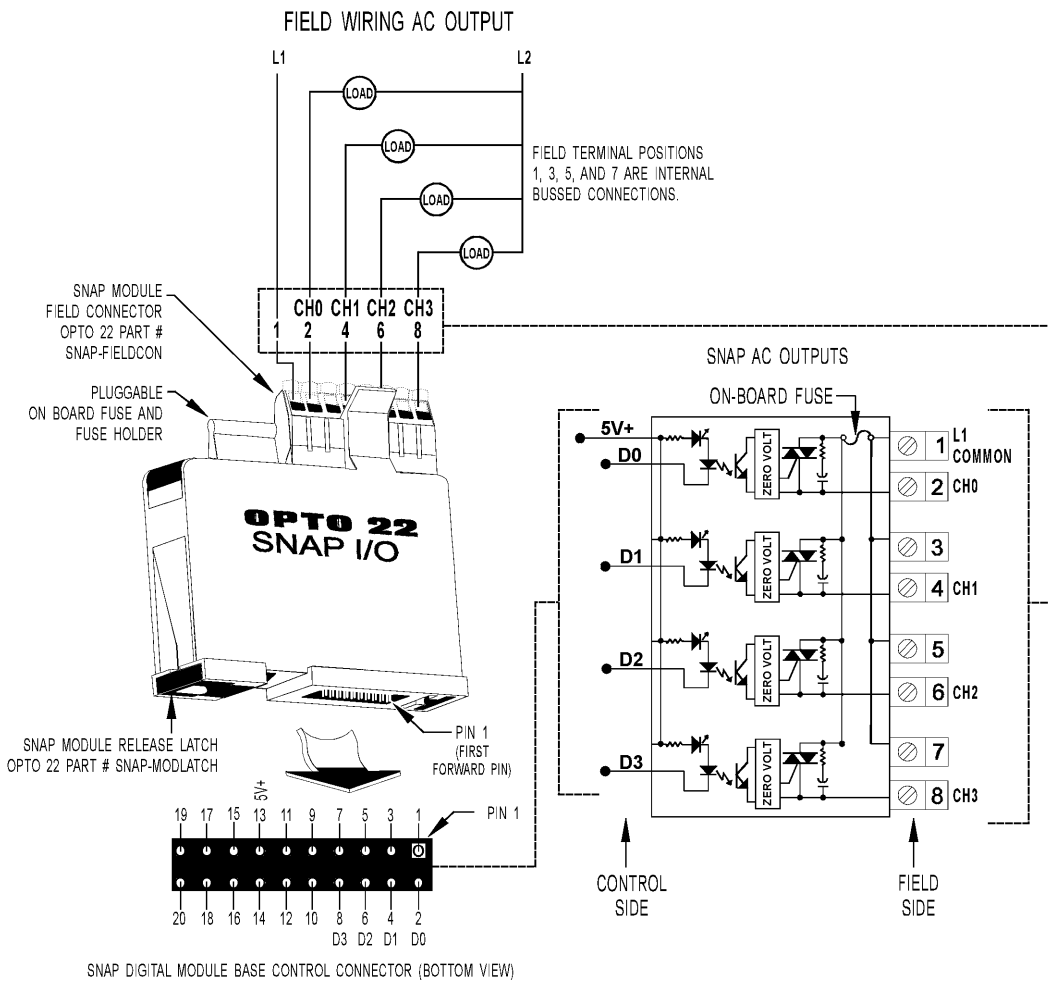 FIELD WIRING AC OUTPUT
L1
L2
LOAD
LOAD
LOAD
LOAD
FIELD TERMINAL POSITIONS
1, 3, 5, AND 7 ARE INTERNAL
BUSSED CONNECTIONS.
SNAP MODULE
FIELD CONNECTOR
OPTO 22 PART #
SNAP-FIELDCON
CH0 CH1 CH2 CH3
1 2 4 6 8
PLUGGABLE
ON BOARD FUSE AND
FUSE HOLDER
OPTO 22
SNAP I/O
SNAP MODULE RELEASE LATCH
OPTO 22 PART # SNAP-MODLATCH
PIN 1
(FIRST
FORWARD PIN)
SNAP AC OUTPUTS
ON-BOARD FUSE
5V+
D0
ZERO VOLT
1 L1
COMMON
2 CH0
D1
ZERO VOLT
3
4 CH1
D2
ZERO VOLT
5
6 CH2
D3
ZERO VOLT
7
8 CH3
CONTROL
SIDE
FIELD
SIDE
5V+
19 17 15 13 11 9 7 5 3 1
PIN 1
20 18 16 14 12 10 8 6 4 2
D3 D2 D1 D0
SNAP DIGITAL MODULE BASE CONTROL CONNECTOR (BOTTOM VIEW)